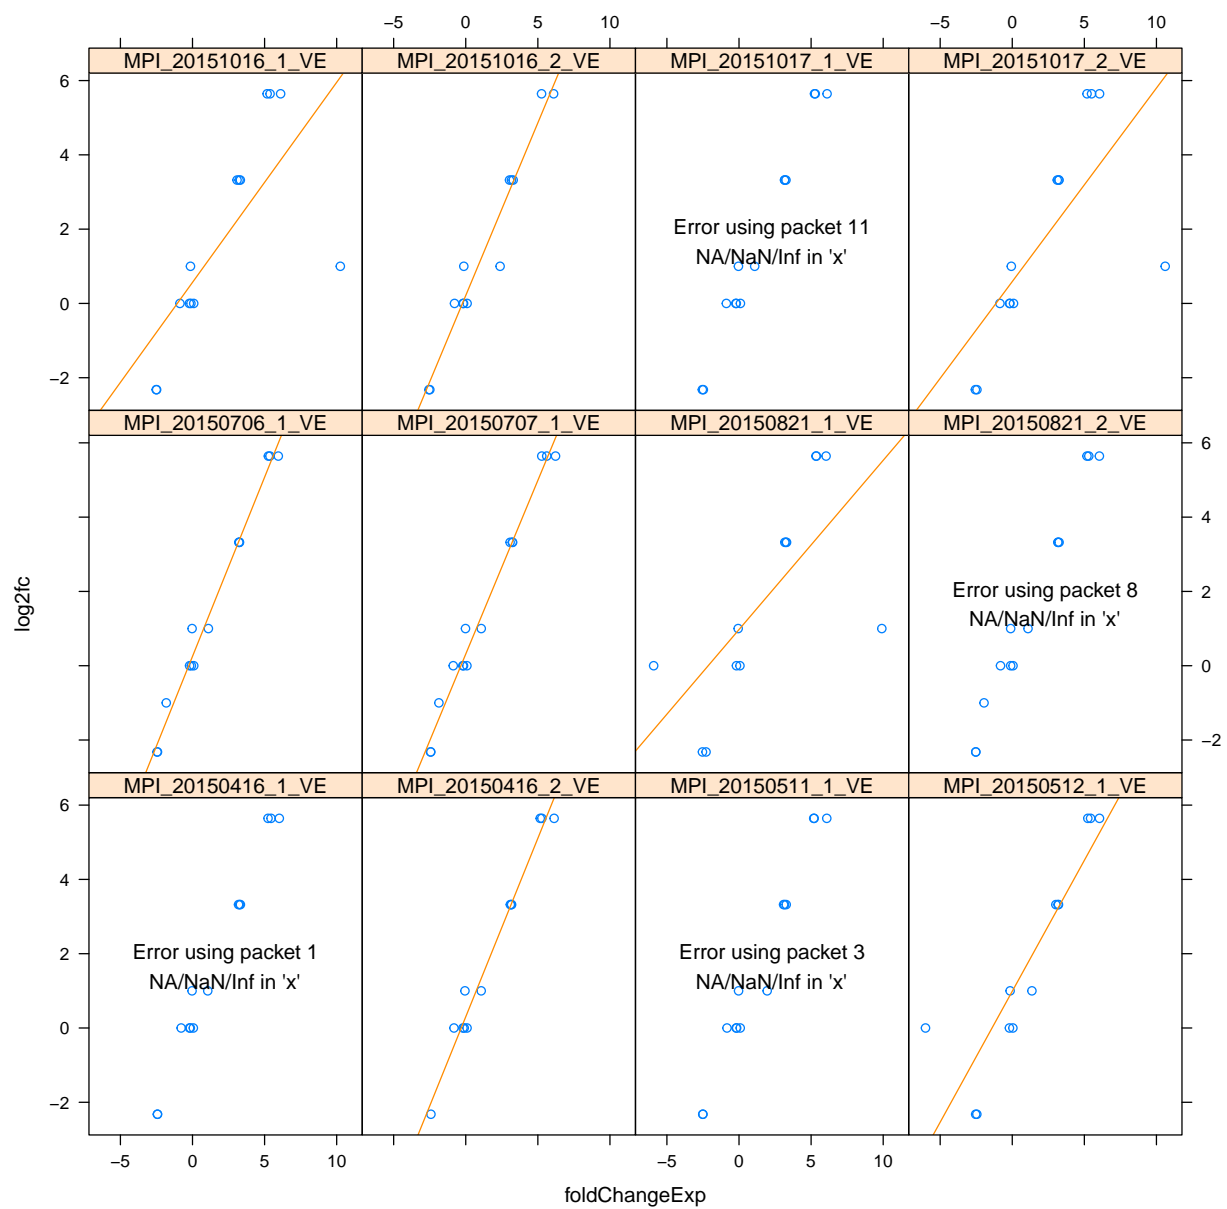 −5 0 5 10 −5 0 5 10
MPI_20151016_1_VE MPI_20151016_2_VE MPI_20151017_1_VE MPI_20151017_2_VE
6
4
2
0
−2
Error using packet 11
NA/NaN/Inf in 'x'
MPI_20150706_1_VE MPI_20150707_1_VE MPI_20150821_1_VE MPI_20150821_2_VE
6
4
2
0
−2
Error using packet 8
NA/NaN/Inf in 'x'
log2fc
MPI_20150416_1_VE MPI_20150416_2_VE MPI_20150511_1_VE MPI_20150512_1_VE
6
4
2
0
−2
Error using packet 1
NA/NaN/Inf in 'x'
Error using packet 3
NA/NaN/Inf in 'x'
−5 0 5 10 −5 0 5 10
foldChangeExp